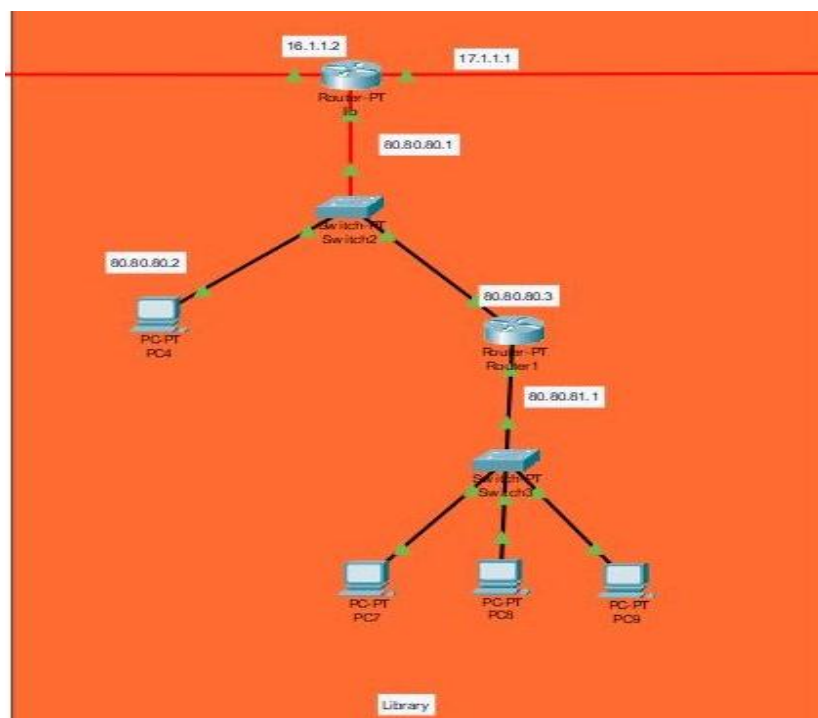 16.1.1.2
17.1.1.1
Router-PT
80.80.80.1
Switch-PT
Switch2
80.80.80.2
80.80.80.3
PC-PT
PC4
Router-PT
Router1
80.80.81.1
Switch-PT
Switch3
PC-PT
PC7
PC-PT
PC8
PC-PT
PC9
Library